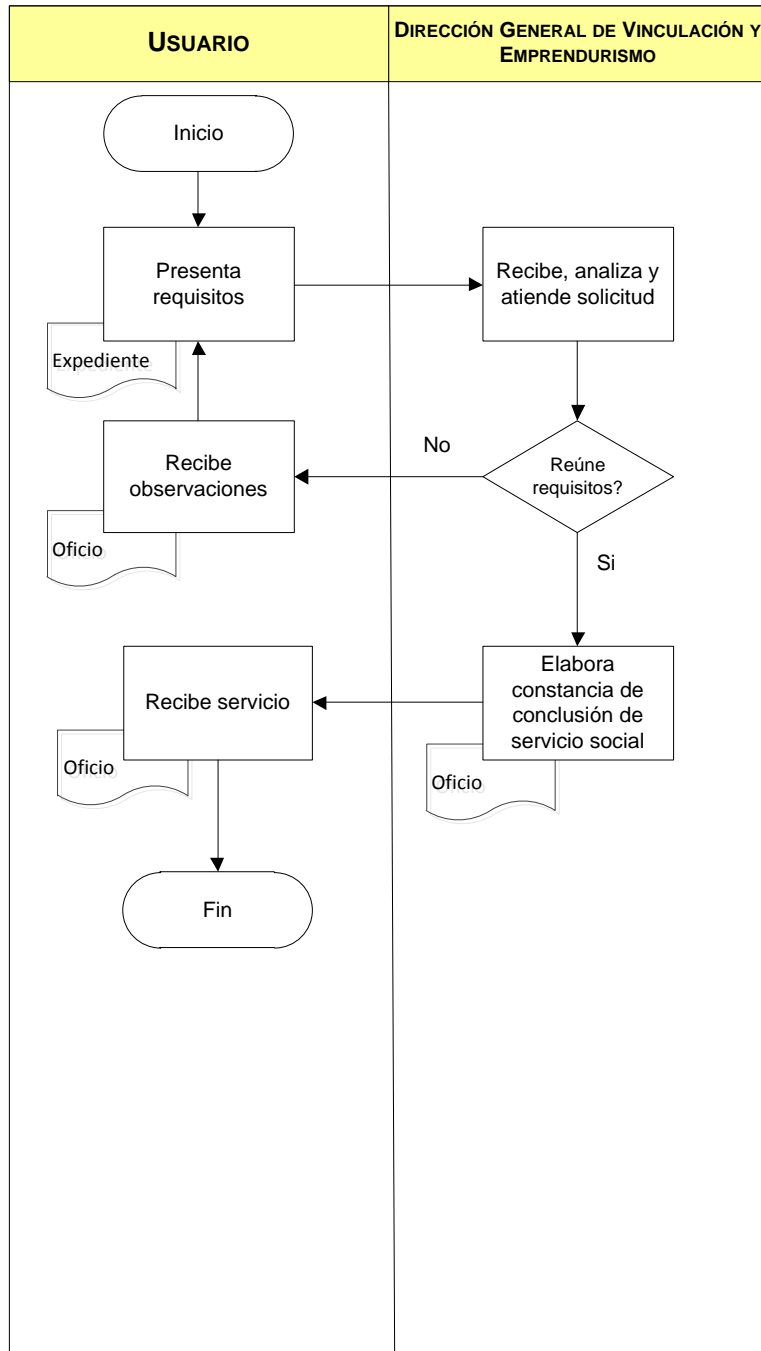 USUARIO
DIRECCIÓN GENERAL DE VINCULACIÓN Y
EMPRENDURISMO
Inicio
Presenta
requisitos
Expediente
Recibe, analiza y
atiende solicitud
Reúne
requisitos?
No
Recibe
observaciones
Oficio
Si
Elabora
constancia de
conclusión de
servicio social
Oficio
Recibe servicio
Oficio
Fin